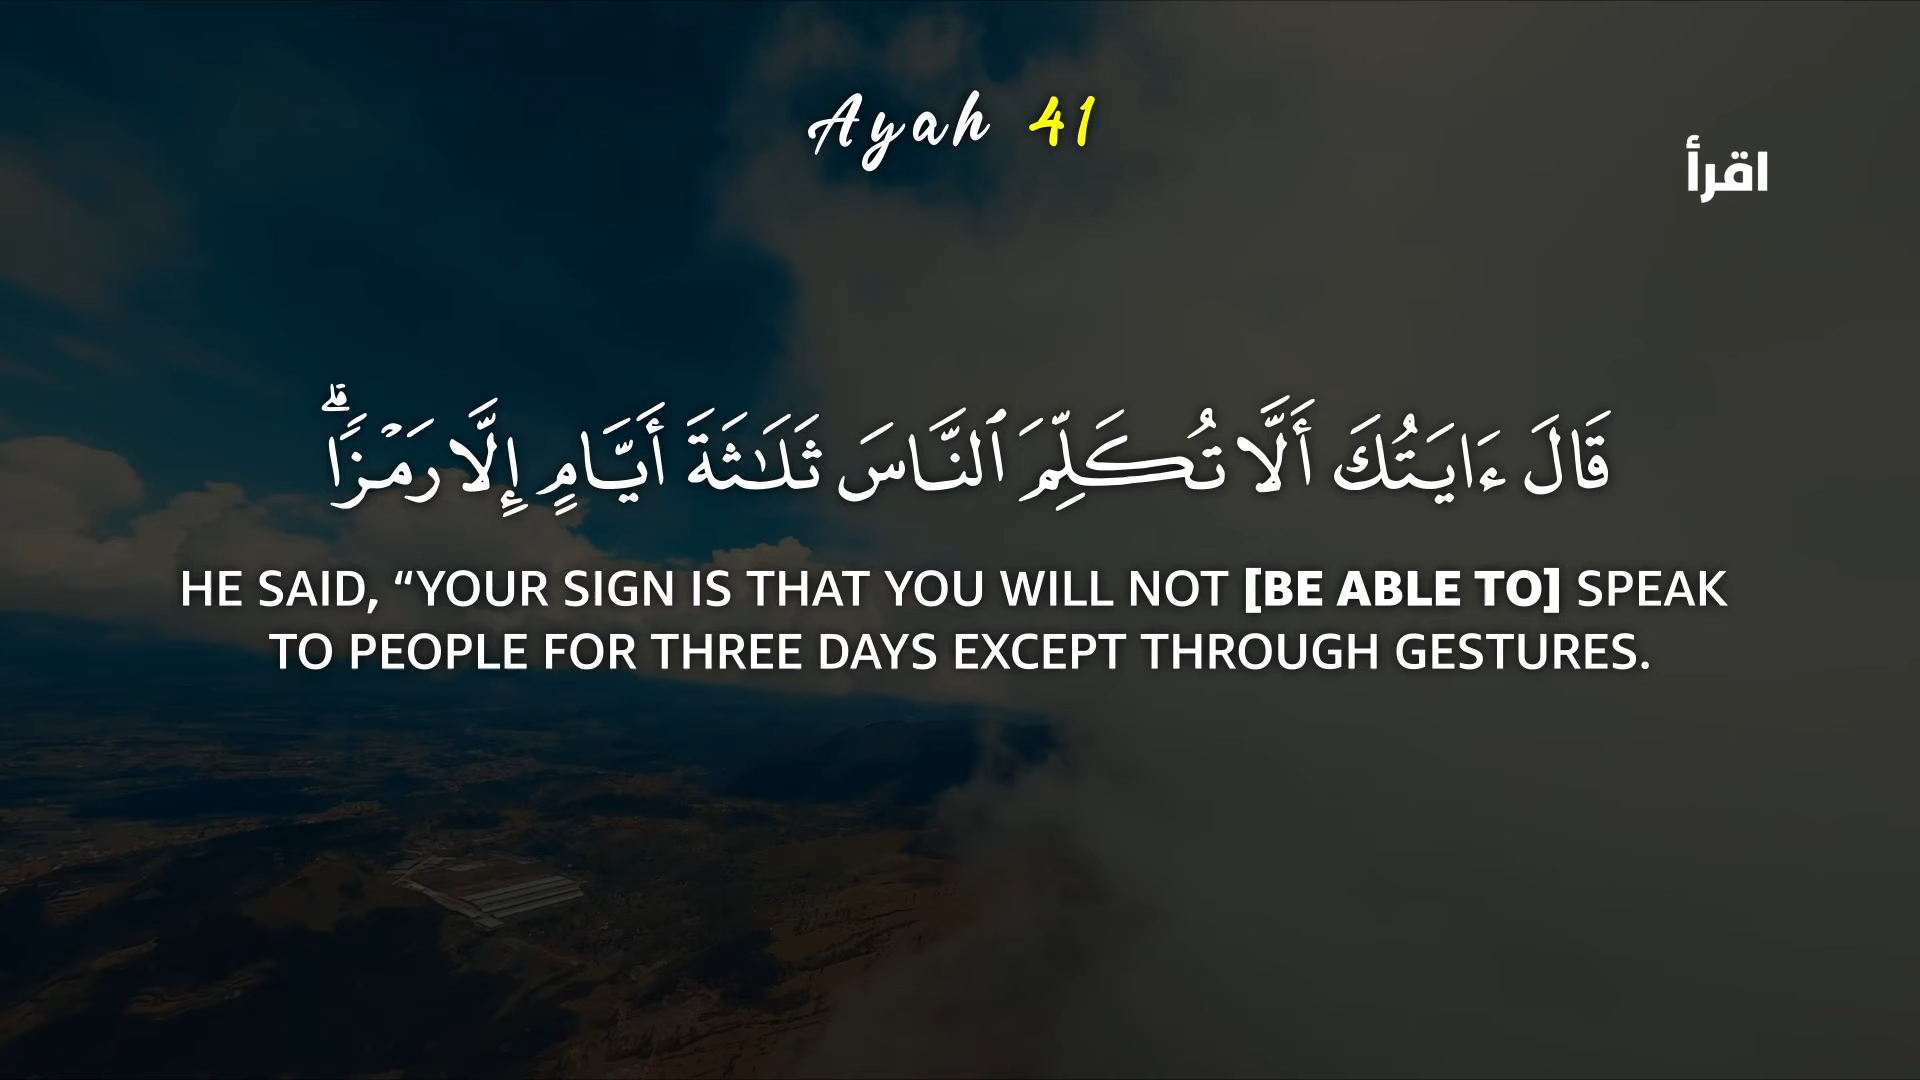 Ayah 41
اقرأ
قَالَ ءَايَتُكَ أَلَّا تُكَلِّمَ ٱلنَّاسَ ثَلَـٰثَةَ أَيَّامٍ إِلَّا رَمۡزٗاۗ
HE SAID, “YOUR SIGN IS THAT YOU WILL NOT [BE ABLE TO] SPEAK
TO PEOPLE FOR THREE DAYS EXCEPT THROUGH GESTURES.